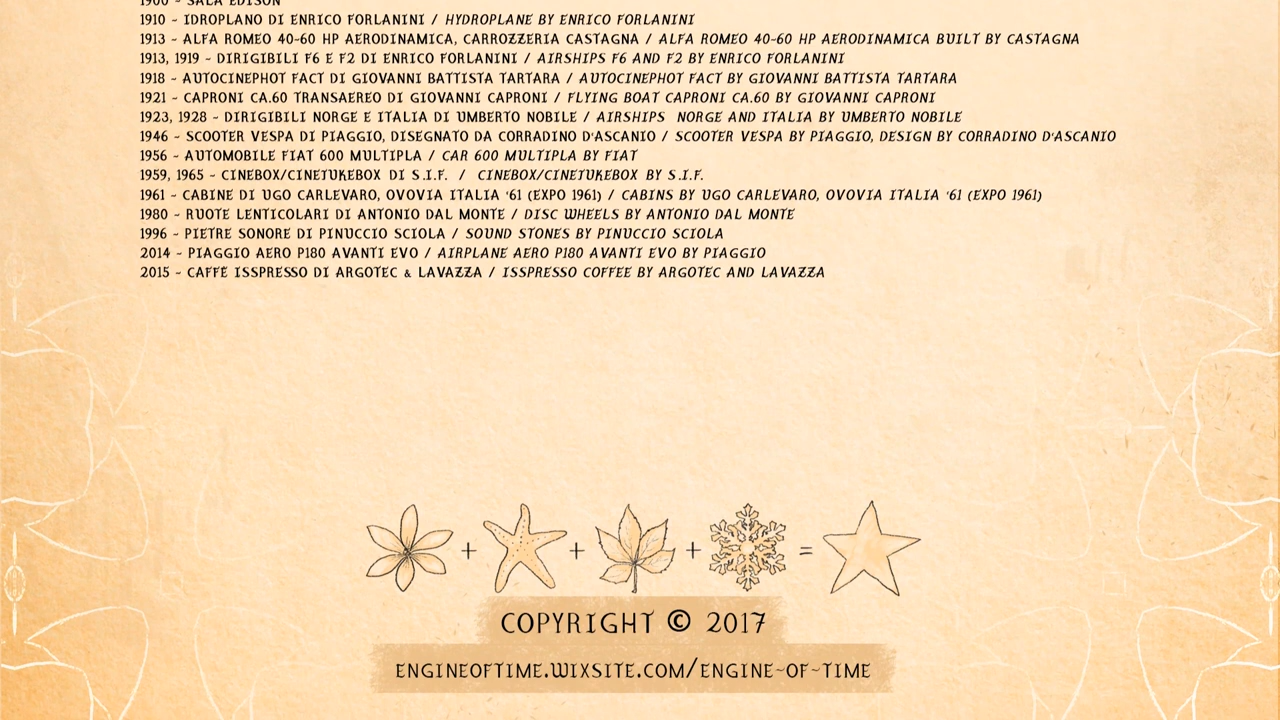 1900 ~ SALA EDISON
1910 ~ IDROPLANO DI ENRICO FORLANINI / HYDROPLANE BY ENRICO FORLANINI
1913 ~ ALFA ROMEO 40~60 HP AERODINAMICA, CARROZZERIA CASTAGNA / ALFA ROMEO 40~60 HP AERODINAMICA BUILT BY CASTAGNA
1913, 1919 ~ DIRIGIBILI F6 E F2 DI ENRICO FORLANINI / AIRSHIPS F6 AND F2 BY ENRICO FORLANINI
1918 ~ AUTOCINEPHOT FACT DI GIOVANNI BATTISTA TARTARA / AUTOCINEPHOT FACT BY GIOVANNI BATTISTA TARTARA
1921 ~ CAPRONI CA.60 TRANSAEREO DI GIOVANNI CAPRONI / FLYING BOAT CAPRONI CA.60 BY GIOVANNI CAPRONI
1923, 1928 ~ DIRIGIBILI NORGE E ITALIA DI UMBERTO NOBILE / AIRSHIPS NORGE AND ITALIA BY UMBERTO NOBILE
1946 ~ SCOOTER VESPA DI PIAGGIO, DISEGNATO DA CORRADINO D'ASCANIO / SCOOTER VESPA BY PIAGGIO, DESIGN BY CORRADINO D'ASCANIO
1956 ~ AUTOMOBILE FIAT 600 MULTIPLA / CAR 600 MULTIPLA BY FIAT
1959, 1965 ~ CINEBOX/CINEJUKEBOX DI S.I.F. / CINEBOX/CINEJUKEBOX BY S.I.F.
1961 ~ CABINE DI UGO CARLEVARO, OVOVIA ITALIA '61 (EXPO 1961) / CABINS BY UGO CARLEVARO, OVOVIA ITALIA '61 (EXPO 1961)
1980 ~ RUOTE LENTICOLARI DI ANTONIO DAL MONTE / DISC WHEELS BY ANTONIO DAL MONTE
1996 ~ PIETRE SONORE DI PINUCCIO SCIOLA / SOUND STONES BY PINUCCIO SCIOLA
2014 ~ PIAGGIO AERO P180 AVANTI EVO / AIRPLANE AERO P180 AVANTI EVO BY PIAGGIO
2015 ~ CAFFÈ ISSPRESSO DI ARGOTEC & LAVAZZA / ISSPRESSO COFFEE BY ARGOTEC AND LAVAZZA
+ + + =
COPYRIGHT © 2017
ENGINEOFTIME.WIXSITE.COM/ENGINE~OF~TIME